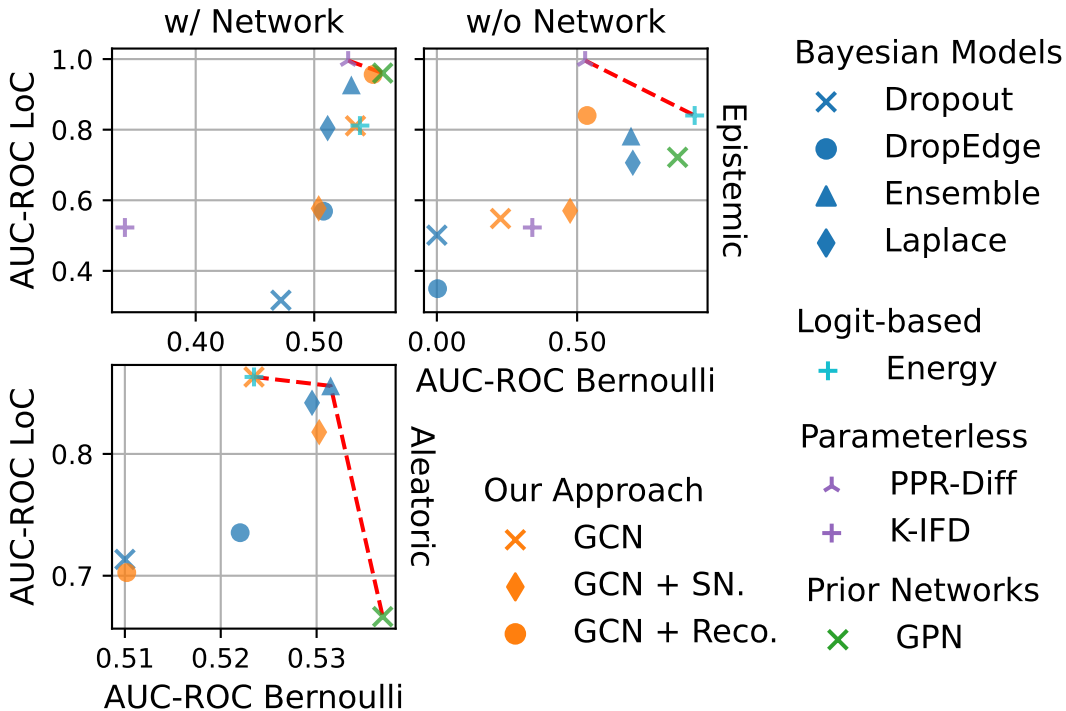 w/ Network
w/o Network
AUC-ROC LoC
1.0
0.8
0.6
0.4
0.40
0.50
0.00
0.50
AUC-ROC Bernoulli
Epistemic
AUC-ROC LoC
0.8
0.7
0.51
0.52
0.53
AUC-ROC Bernoulli
Aleatoric
Our Approach
GCN
GCN + SN.
GCN + Reco.
Bayesian Models
Dropout
DropEdge
Ensemble
Laplace
Logit-based
Energy
Parameterless
PPR-Diff
K-IFD
Prior Networks
GPN